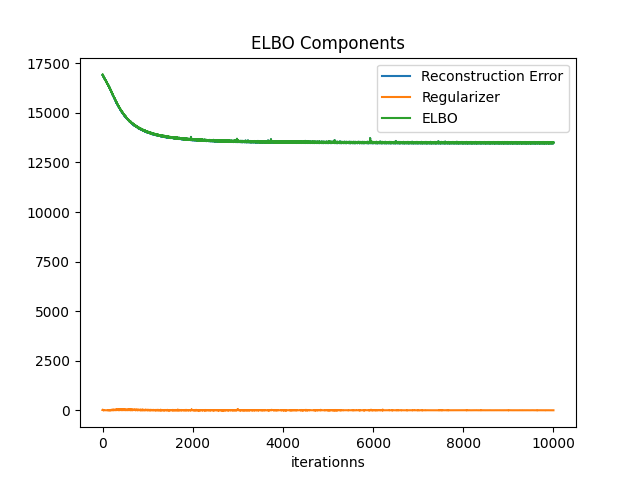 ELBO Components
17500
15000
12500
10000
7500
5000
2500
0
Reconstruction Error
Regularizer
ELBO
0 2000 4000 6000 8000 10000
iterationns